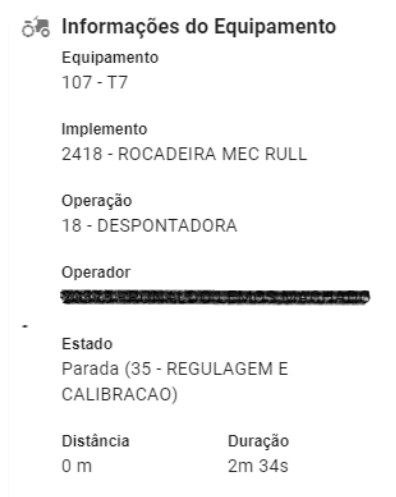 Informações do Equipamento
Equipamento
107 - T7
Implemento
2418 - ROCADEIRA MEC RULL
Operação
18 - DESPONTADORA
Operador
-
Estado
Parada (35 - REGULAGEM E
CALIBRACAO)
Distância Duração
0 m 2m 34s